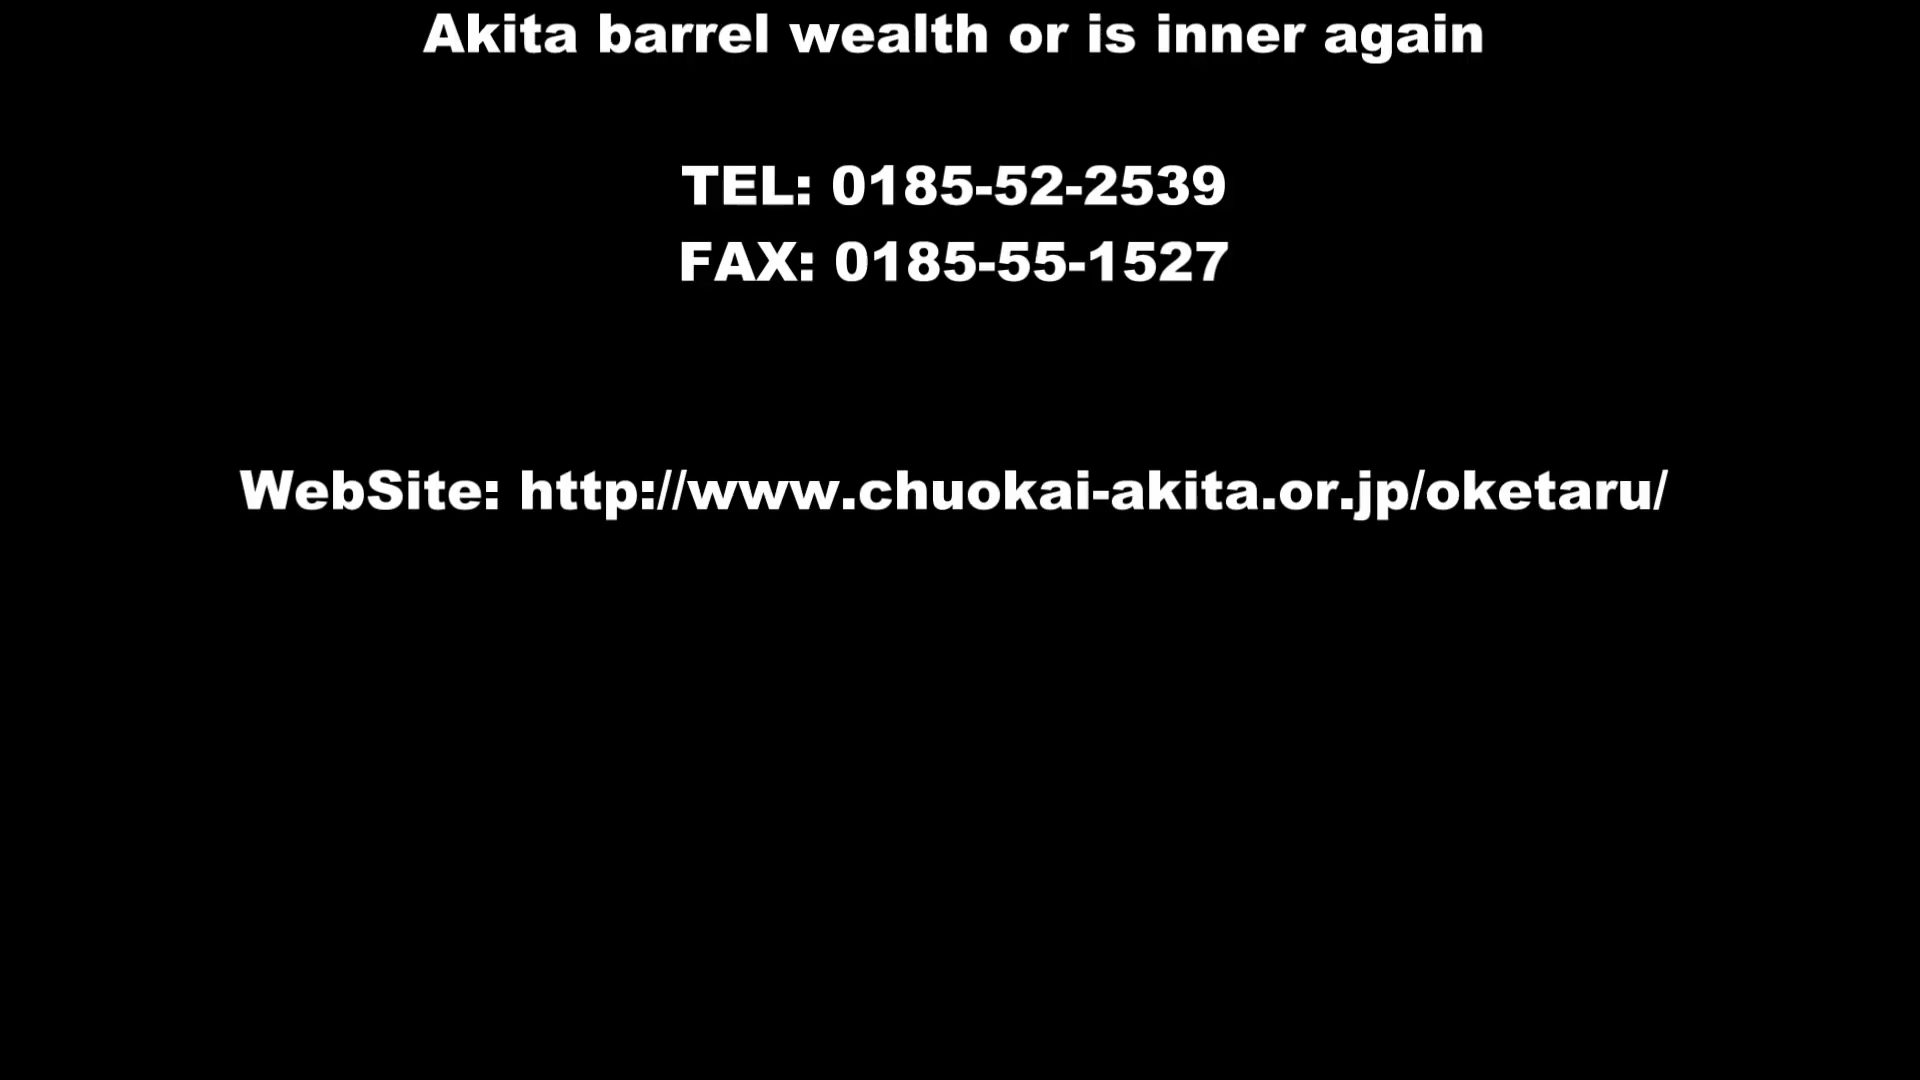 Akita barrel wealth or is inner again
TEL: 0185-52-2539
FAX: 0185-55-1527
WebSite: http://www.chuokai-akita.or.jp/oketaru/